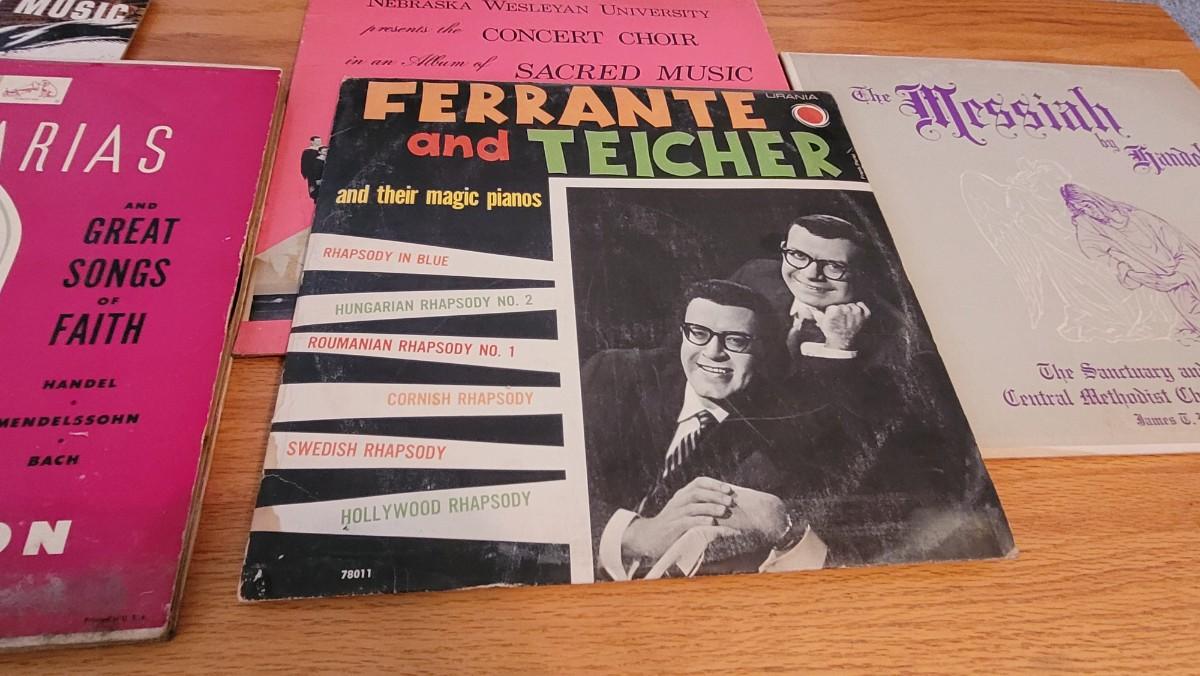 MUSIC
ARIAS
AND
GREAT
SONGS
OF
FAITH
HANDEL
MENDELSSOHN
BACH
ON
Printed in U. S. A.
NEBRASKA WESLEYAN UNIVERSITY
presents the CONCERT CHOIR
in an Album of SACRED MUSIC
FERRANTE
and TEICHER
URANIA
and their magic pianos
RHAPSODY IN BLUE
HUNGARIAN RHAPSODY NO. 2
ROUMANIAN RHAPSODY NO. 1
CORNISH RHAPSODY
SWEDISH RHAPSODY
HOLLYWOOD RHAPSODY
78011
The Messiah
by Handel
The Sanctuary and
Central Methodist Ch
James T.